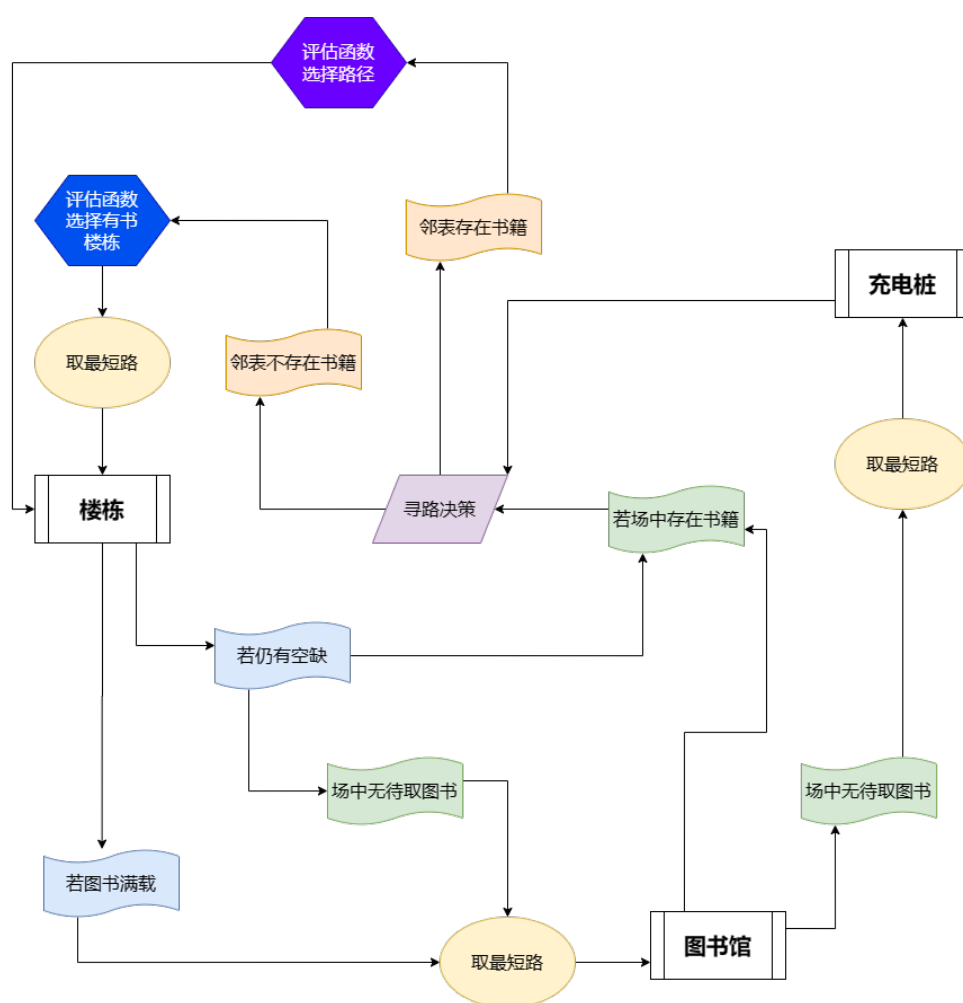 评估函数
选择路径
评估函数
选择有书
楼栋
邻表存在书籍
充电桩
取最短路
邻表不存在书籍
取最短路
楼栋
寻路决策
若场中存在书籍
若仍有空缺
场中无待取图书
场中无待取图书
若图书满载
取最短路
图书馆